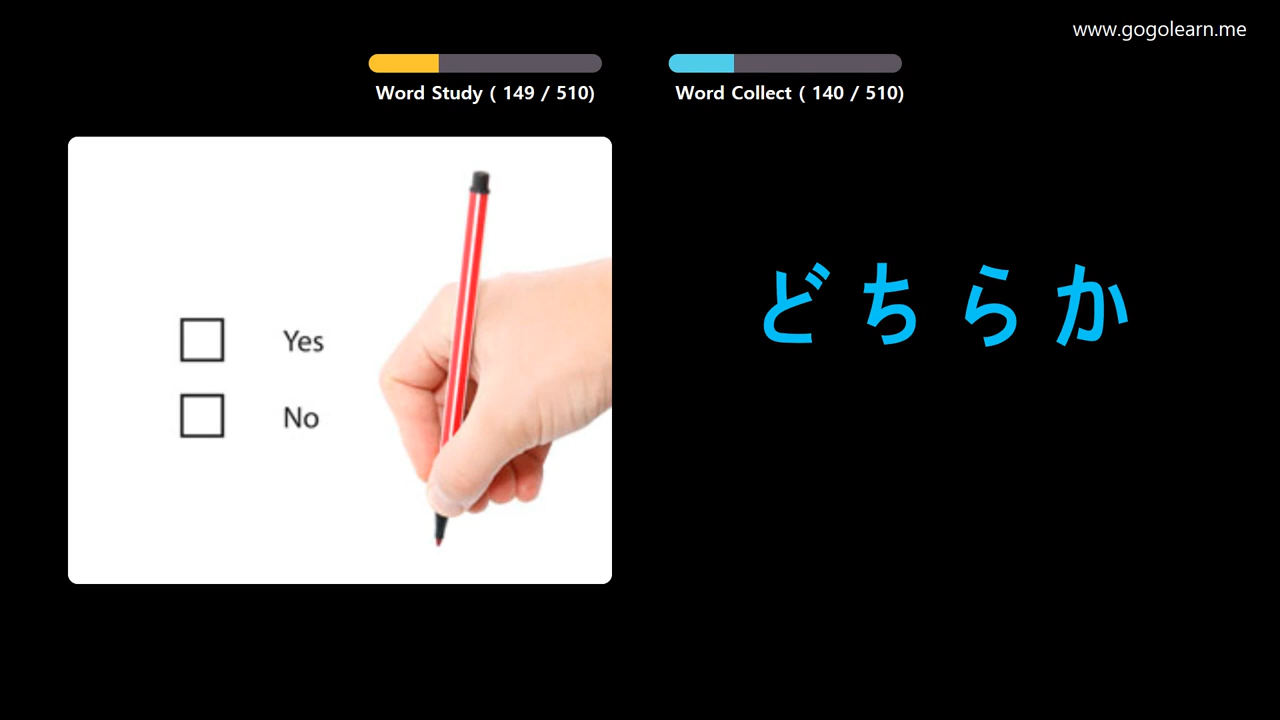 www.gogolearn.me
Word Study ( 149 / 510)
Word Collect ( 140 / 510)
どちらか
Yes
No